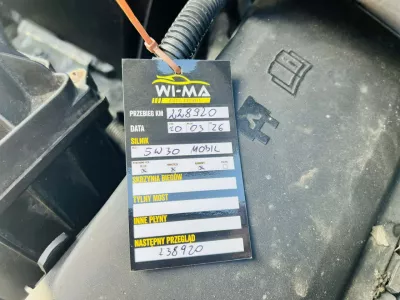 WI-MA
PRZEBIEG KM 228920
DATA 20 03 26
SILNIK
5W30 MOBIL
SKRZYNIA BIEGÓW
TYLNY MOST
INNE PŁYNY
NASTĘPNY PRZEGLĄD
238920